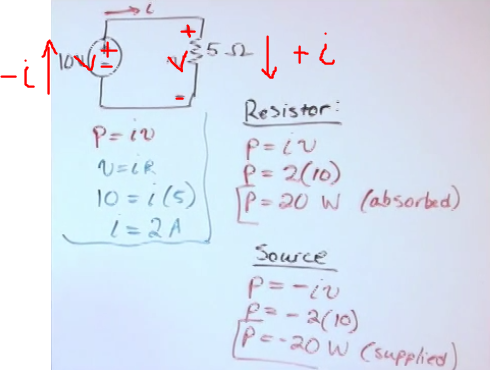 i
-i
10V
+
-
+
V
-
5 Ω
+i
P = iv
v = iR
10 = i(5)
i = 2A
Resistor:
P = iv
P = 2(10)
P = 20 W (absorbed)
Source
P = -iv
P = -2(10)
P = -20 W (supplied)